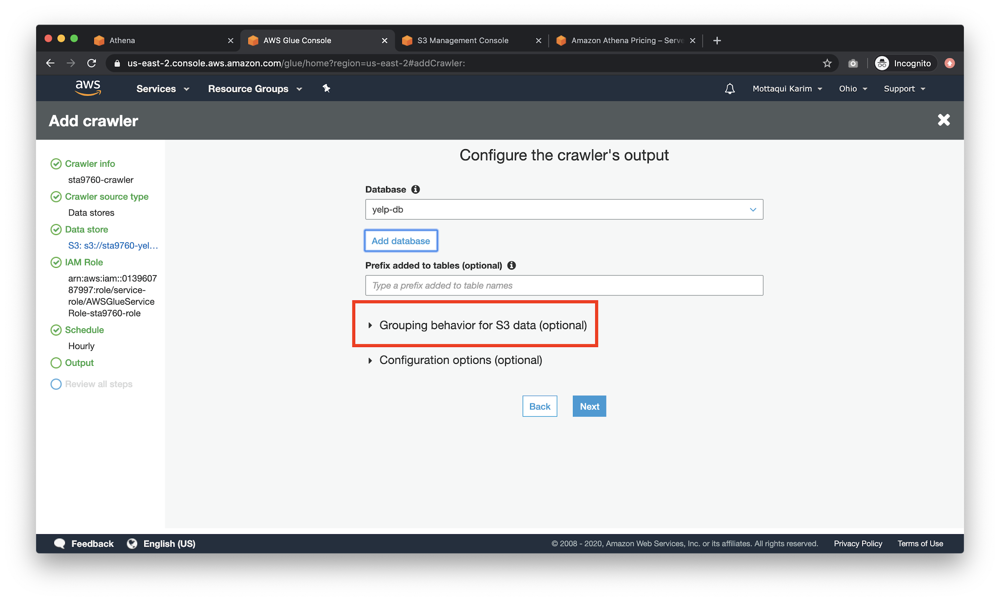 Athena
AWS Glue Console
S3 Management Console
Amazon Athena Pricing – Serve
us-east-2.console.aws.amazon.com/glue/home?region=us-east-2#addCrawler:
Incognito
aws
Services
Resource Groups
Mottaqui Karim
Ohio
Support
Add crawler
Crawler info
sta9760-crawler
Crawler source type
Data stores
Data store
S3: s3://sta9760-yel...
IAM Role
arn:aws:iam::0139607
87997:role/service-
role/AWSGlueService
Role-sta9760-role
Schedule
Hourly
Output
Review all steps
Configure the crawler's output
Database
yelp-db
Add database
Prefix added to tables (optional)
Type a prefix added to table names
Grouping behavior for S3 data (optional)
Configuration options (optional)
Back
Next
Feedback
English (US)
© 2008 - 2020, Amazon Web Services, Inc. or its affiliates. All rights reserved.
Privacy Policy
Terms of Use